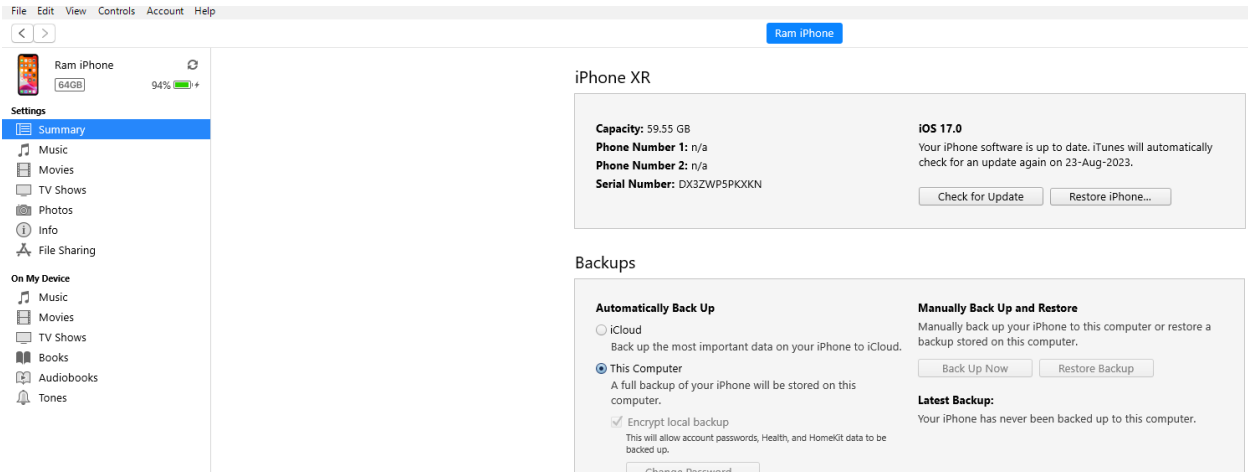 File Edit View Controls Account Help
Ram iPhone
Ram iPhone
64GB
94%
Settings
Summary
Music
Movies
TV Shows
Photos
Info
File Sharing
On My Device
Music
Movies
TV Shows
Books
Audiobooks
Tones
iPhone XR
Capacity: 59.55 GB
Phone Number 1: n/a
Phone Number 2: n/a
Serial Number: DX3ZWP5PKXKN
iOS 17.0
Your iPhone software is up to date. iTunes will automatically
check for an update again on 23-Aug-2023.
Check for Update
Restore iPhone...
Backups
Automatically Back Up
iCloud
Back up the most important data on your iPhone to iCloud.
This Computer
A full backup of your iPhone will be stored on this
computer.
Encrypt local backup
This will allow account passwords, Health, and HomeKit data to be
backed up.
Change Password...
Manually Back Up and Restore
Manually back up your iPhone to this computer or restore a
backup stored on this computer.
Back Up Now
Restore Backup
Latest Backup:
Your iPhone has never been backed up to this computer.